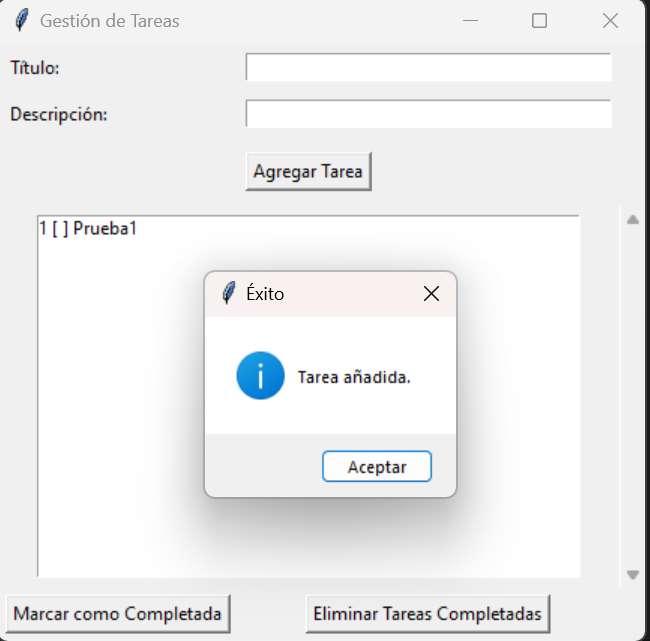 Gestión de Tareas
Título:
Descripción:
Agregar Tarea
1 [ ] Prueba1
Éxito
Tarea añadida.
Aceptar
Marcar como Completada
Eliminar Tareas Completadas